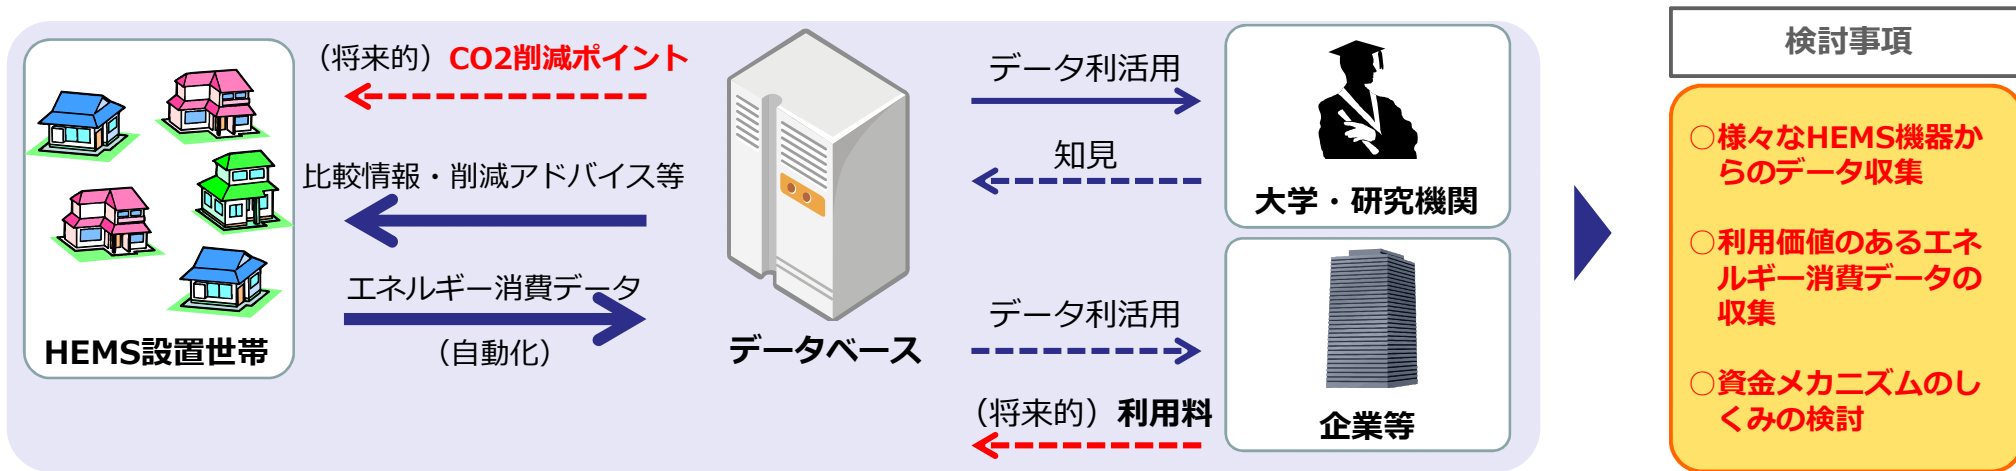 (将来的)CO2削減ポイント
比較情報・削減アドバイス等
エネルギー消費データ
(自動化)
HEMS設置世帯
データベース
データ利活用
知見
大学・研究機関
データ利活用
(将来的)利用料
企業等
検討事項
○様々なHEMS機器か
らのデータ収集
○利用価値のあるエネ
ルギー消費データの
収集
○資金メカニズムのし
くみの検討